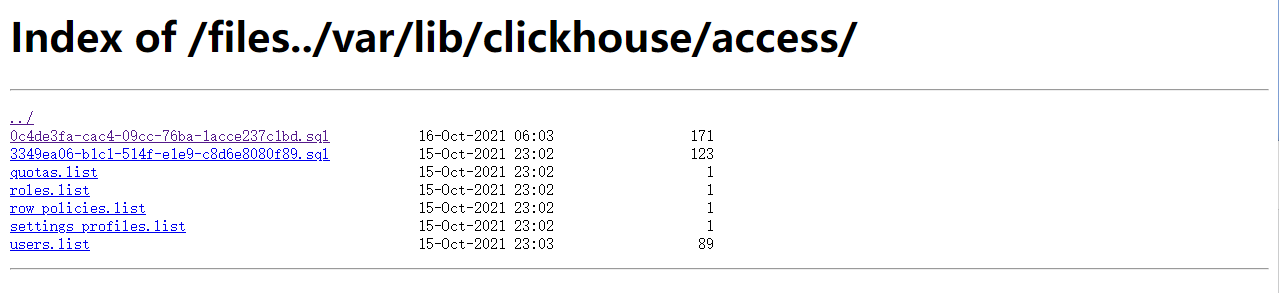 Index of /files../var/lib/clickhouse/access/
../
0c4de3fa-cac4-09cc-76ba-1acce237c1bd.sql 16-Oct-2021 06:03 171
3349ea06-b1c1-514f-e1e9-c8d6e8080f89.sql 15-Oct-2021 23:02 123
quotas.list 15-Oct-2021 23:02 1
roles.list 15-Oct-2021 23:02 1
row_policies.list 15-Oct-2021 23:02 1
settings_profiles.list 15-Oct-2021 23:02 1
users.list 15-Oct-2021 23:03 89